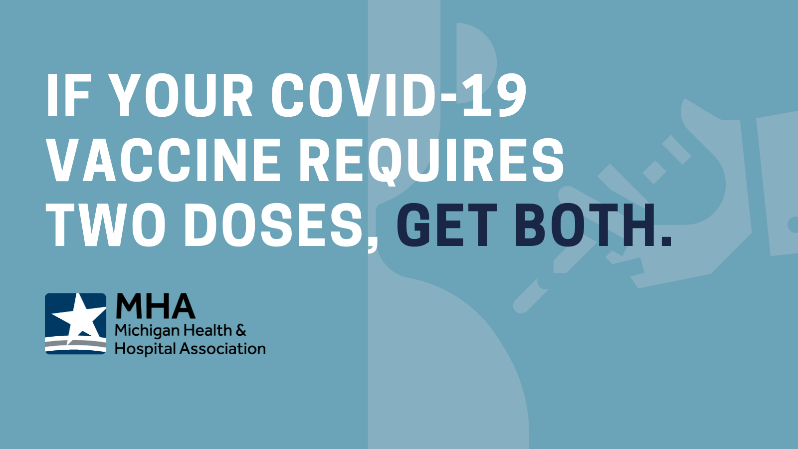 IF YOUR COVID-19
VACCINE REQUIRES
TWO DOSES, GET BOTH.
MHA
Michigan Health &
Hospital Association